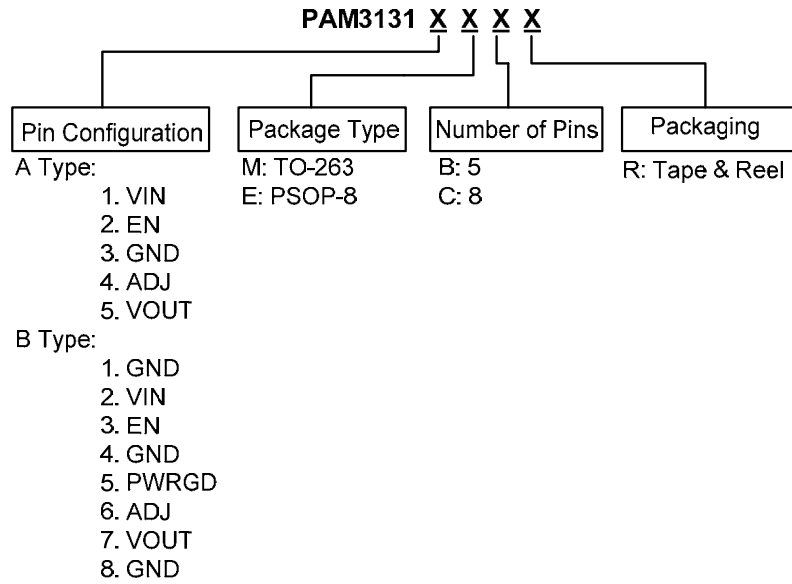 PAM3131 X X X X
Pin Configuration
Package Type
Number of Pins
Packaging
A Type:
1. VIN
2. EN
3. GND
4. ADJ
5. VOUT
B Type:
1. GND
2. VIN
3. EN
4. GND
5. PWRGD
6. ADJ
7. VOUT
8. GND
M: TO-263
E: PSOP-8
B: 5
C: 8
R: Tape & Reel